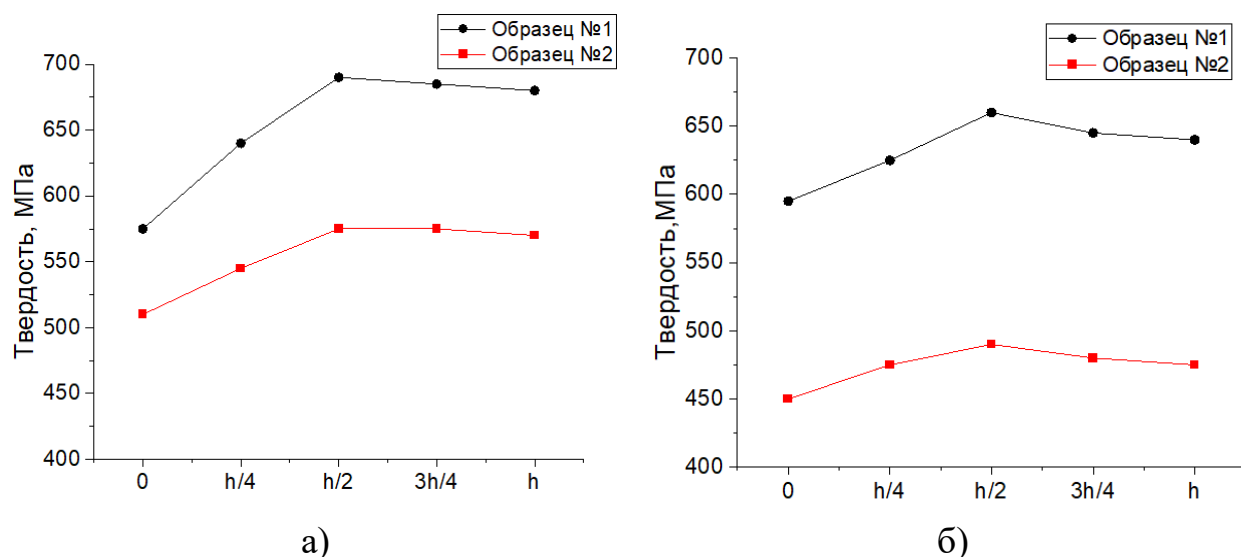 Образец №1
Образец №2
700
650
600
550
500
450
400
Твердость, МПа
0 h/4 h/2 3h/4 h
а)
Образец №1
Образец №2
700
650
600
550
500
450
400
Твердость,МПа
0 h/4 h/2 3h/4 h
б)